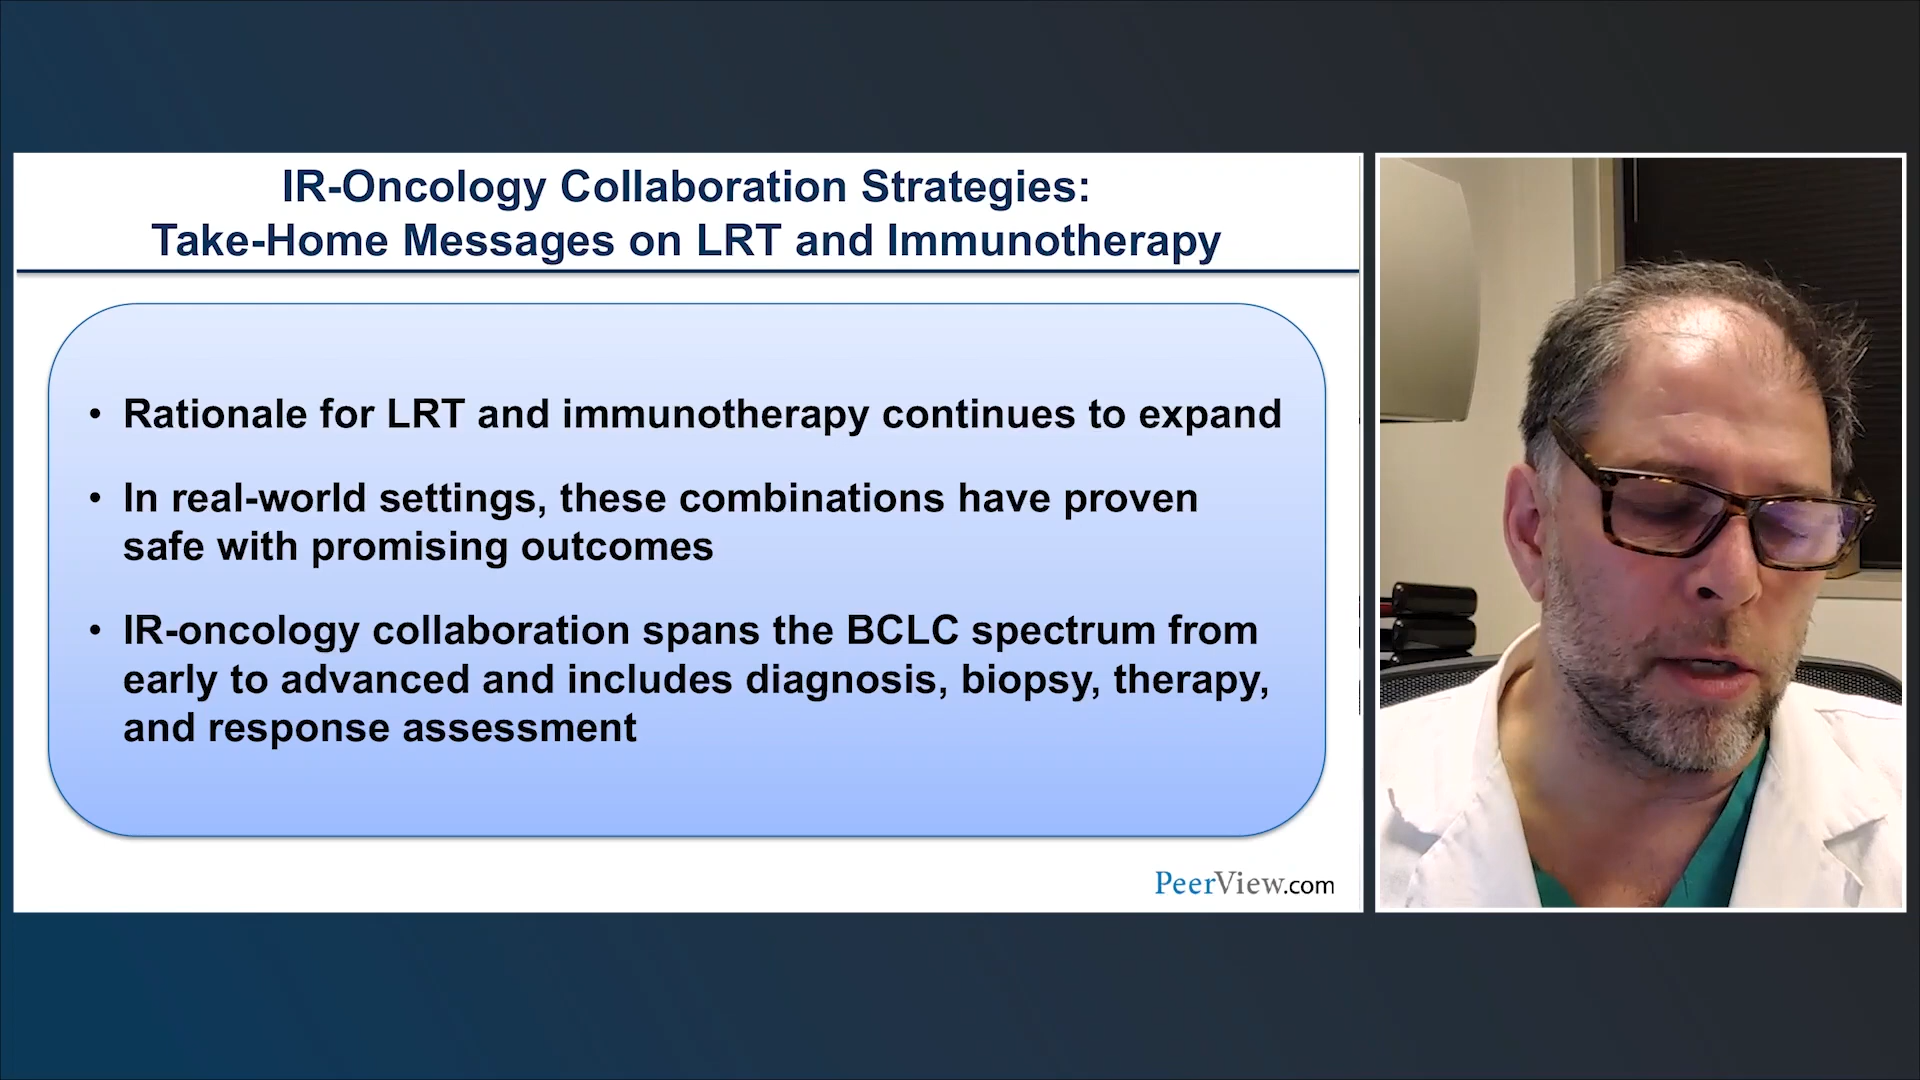 IR-Oncology Collaboration Strategies:
Take-Home Messages on LRT and Immunotherapy
• Rationale for LRT and immunotherapy continues to expand
• In real-world settings, these combinations have proven
safe with promising outcomes
• IR-oncology collaboration spans the BCLC spectrum from
early to advanced and includes diagnosis, biopsy, therapy,
and response assessment
PeerView.com